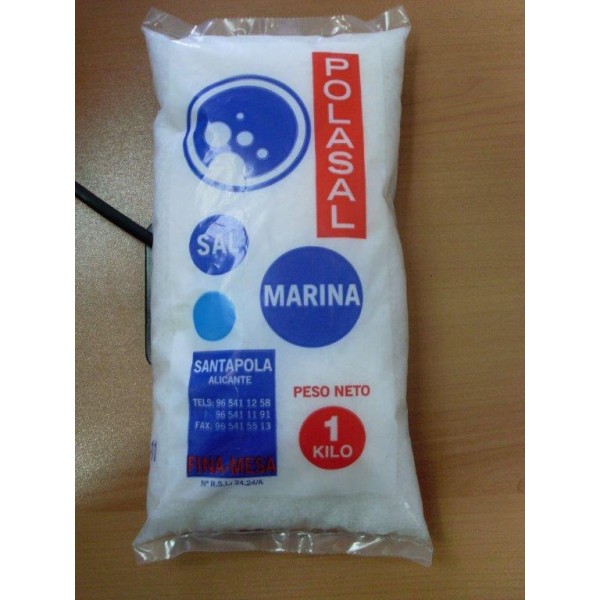 POLASAL
SAL
MARINA
SANTAPOLA
ALICANTE
TELS: 96 541 12 58
96 541 11 91
FAX: 96 541 55 13
FINA-MESA
PESO NETO
1
KILO